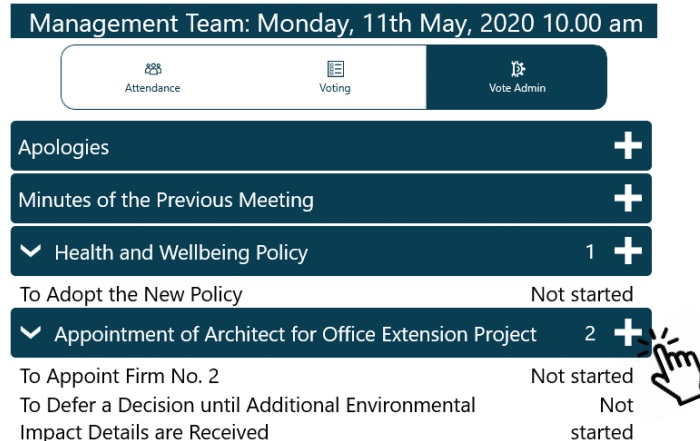 Management Team: Monday, 11th May, 2020 10.00 am
Attendance Voting Vote Admin
Apologies
Minutes of the Previous Meeting
Health and Wellbeing Policy 1
To Adopt the New Policy Not started
Appointment of Architect for Office Extension Project 2
To Appoint Firm No. 2 Not started
To Defer a Decision until Additional Environmental Not
Impact Details are Received started